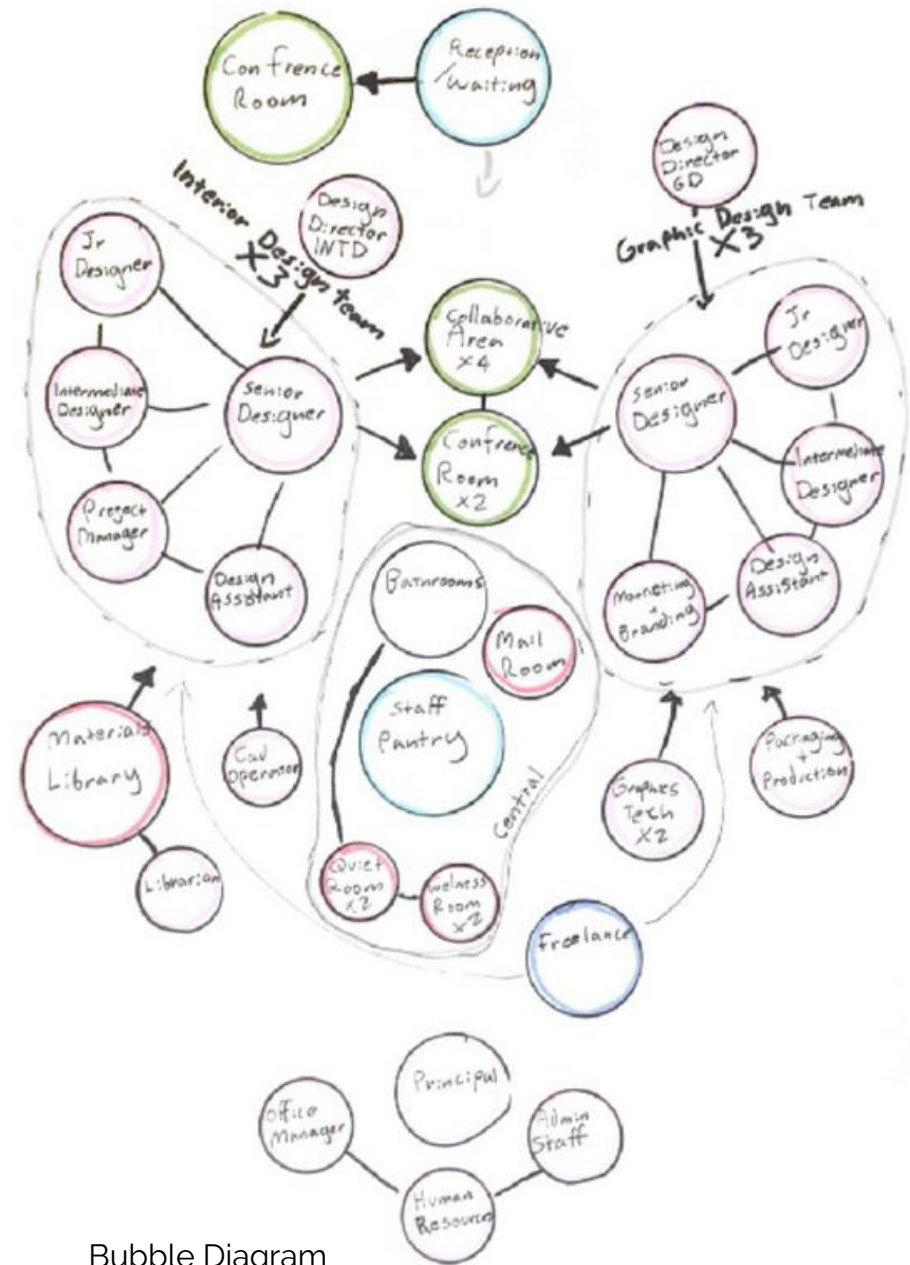 Confrence
Room
Reception
/Waiting
Design
Director
GD
Interior Design team
X3
Design
Director
INTD
Graphic Design Team
X3
Jr
Designer
Intermediate
Designer
Senior
Designer
Project
Manager
Design
Assistant
Collaborative
Area
x4
Confrence
Room
x2
Senior
Designer
Jr
Designer
Intermediate
Designer
Marketing
+
Branding
Design
Assistant
Bathrooms
Mail
Room
Staff
Pantry
Central
Quiet
Room
x2
Welness
Room
x2
Materials
Library
Librarian
Cad
Operator
Graphics
Tech
X2
Packaging
+
Production
Freelance
Principal
Office
Manager
Admin
Staff
Human
Resources
Bubble Diagram